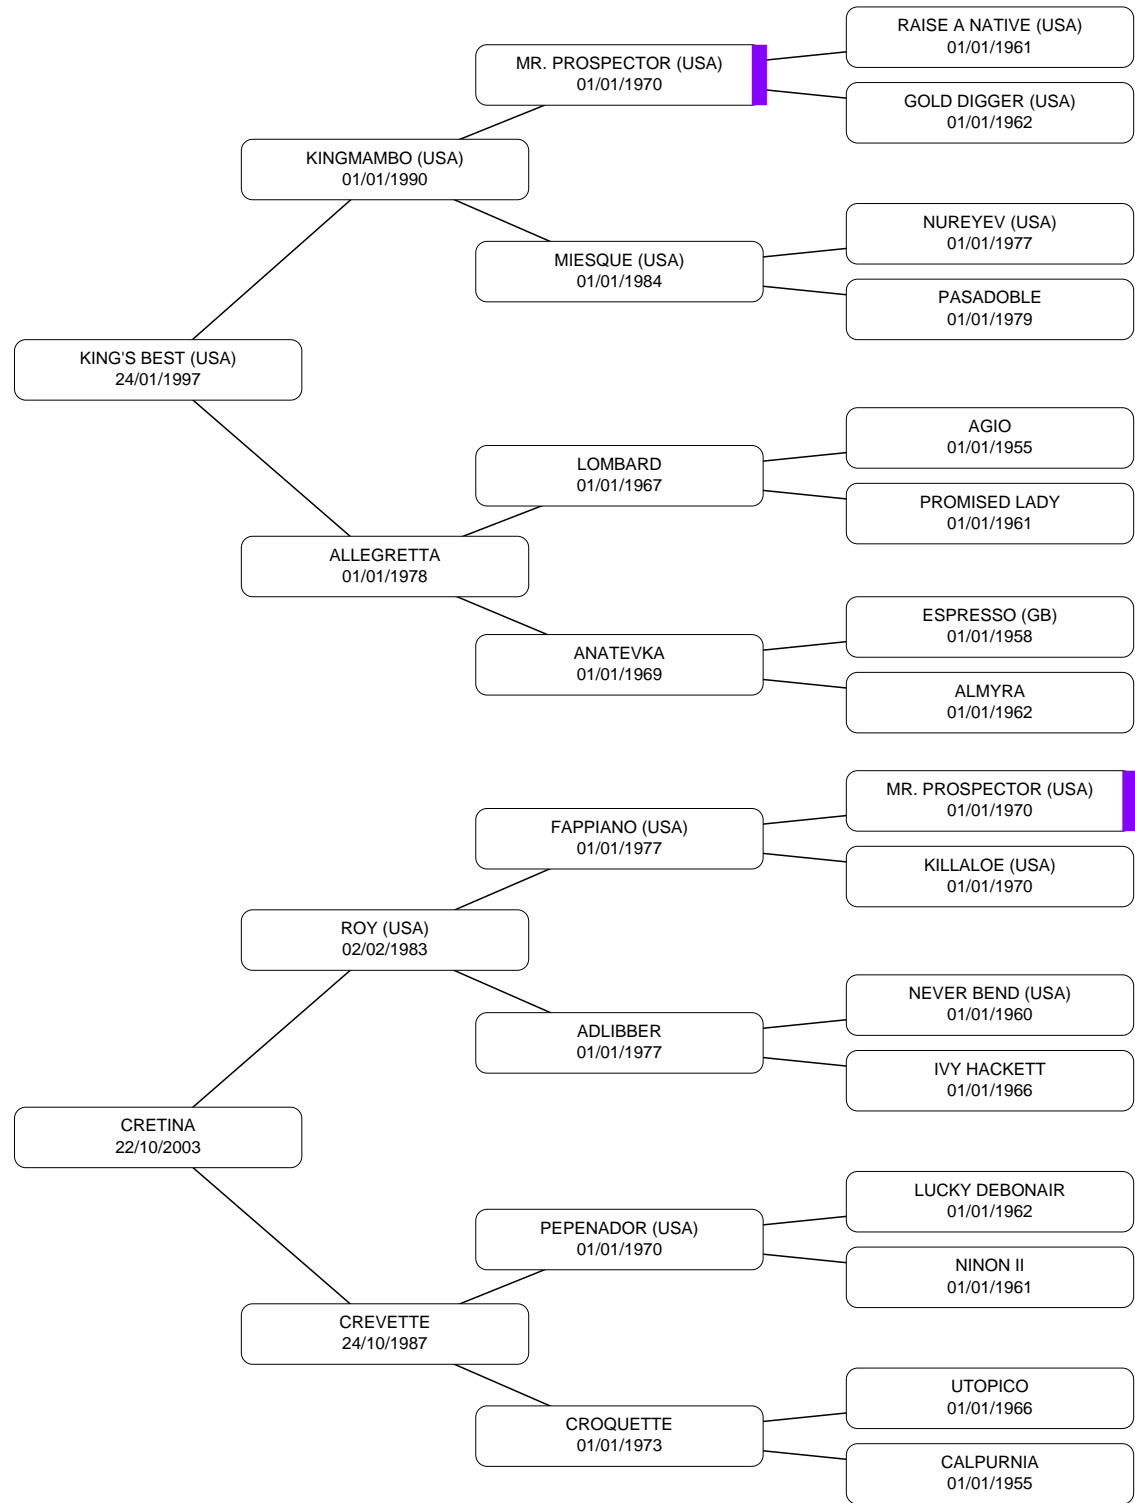 RAISE A NATIVE (USA)
01/01/1961
MR. PROSPECTOR (USA)
01/01/1970
GOLD DIGGER (USA)
01/01/1962
KINGMAMBO (USA)
01/01/1990
NUREYEV (USA)
01/01/1977
MIESQUE (USA)
01/01/1984
PASADOBLE
01/01/1979
KING'S BEST (USA)
24/01/1997
AGIO
01/01/1955
LOMBARD
01/01/1967
PROMISED LADY
01/01/1961
ALLEGRETTA
01/01/1978
ESPRESSO (GB)
01/01/1958
ANATEVKA
01/01/1969
ALMYRA
01/01/1962
MR. PROSPECTOR (USA)
01/01/1970
FAPPIANO (USA)
01/01/1977
KILLALOE (USA)
01/01/1970
ROY (USA)
02/02/1983
NEVER BEND (USA)
01/01/1960
ADLIBBER
01/01/1977
IVY HACKETT
01/01/1966
CRETINA
22/10/2003
LUCKY DEBONAIR
01/01/1962
PEPENADOR (USA)
01/01/1970
NINON II
01/01/1961
CREVETTE
24/10/1987
UTOPICO
01/01/1966
CROQUETTE
01/01/1973
CALPURNIA
01/01/1955